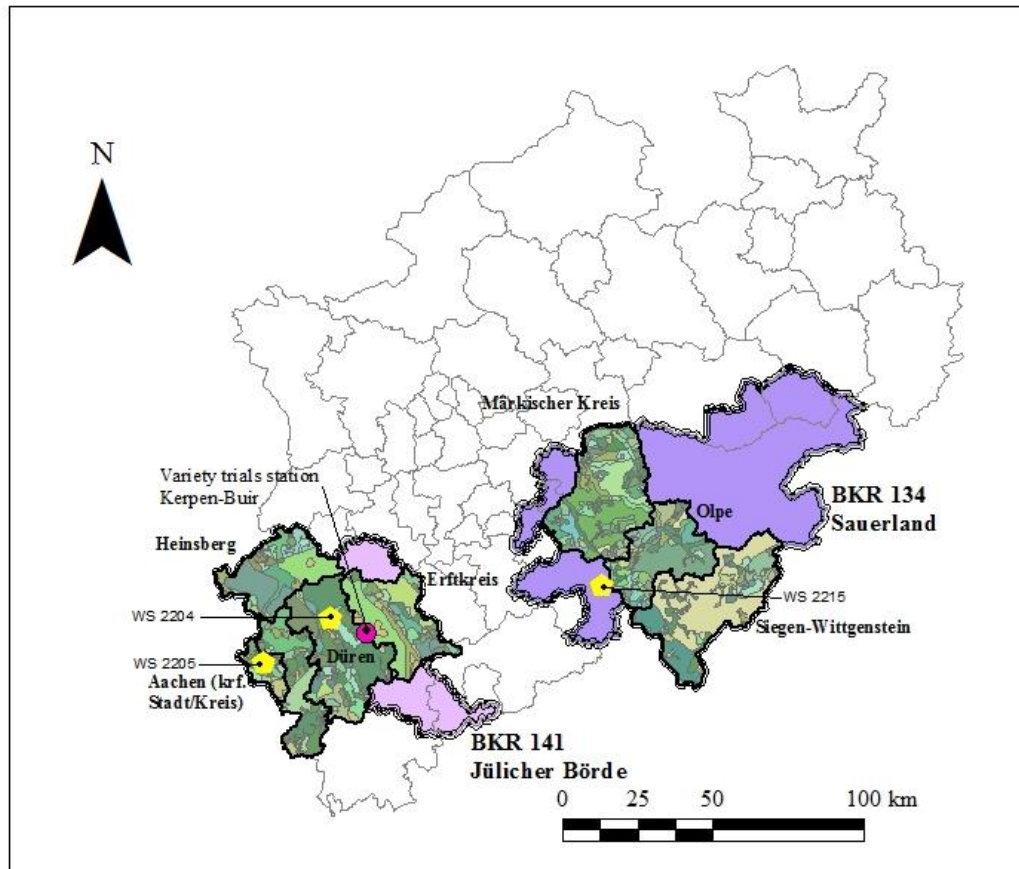 N
Märkischer Kreis
Variety trials station
Kerpen-Buir
BKR 134
Sauerland
Olpe
Heinsberg
Erftkreis
WS 2215
WS 2204
Siegen-Wittgenstein
Düren
WS 2205
Aachen (krf.
Stadt/Kreis)
BKR 141
Jülicher Börde
0 25 50 100 km